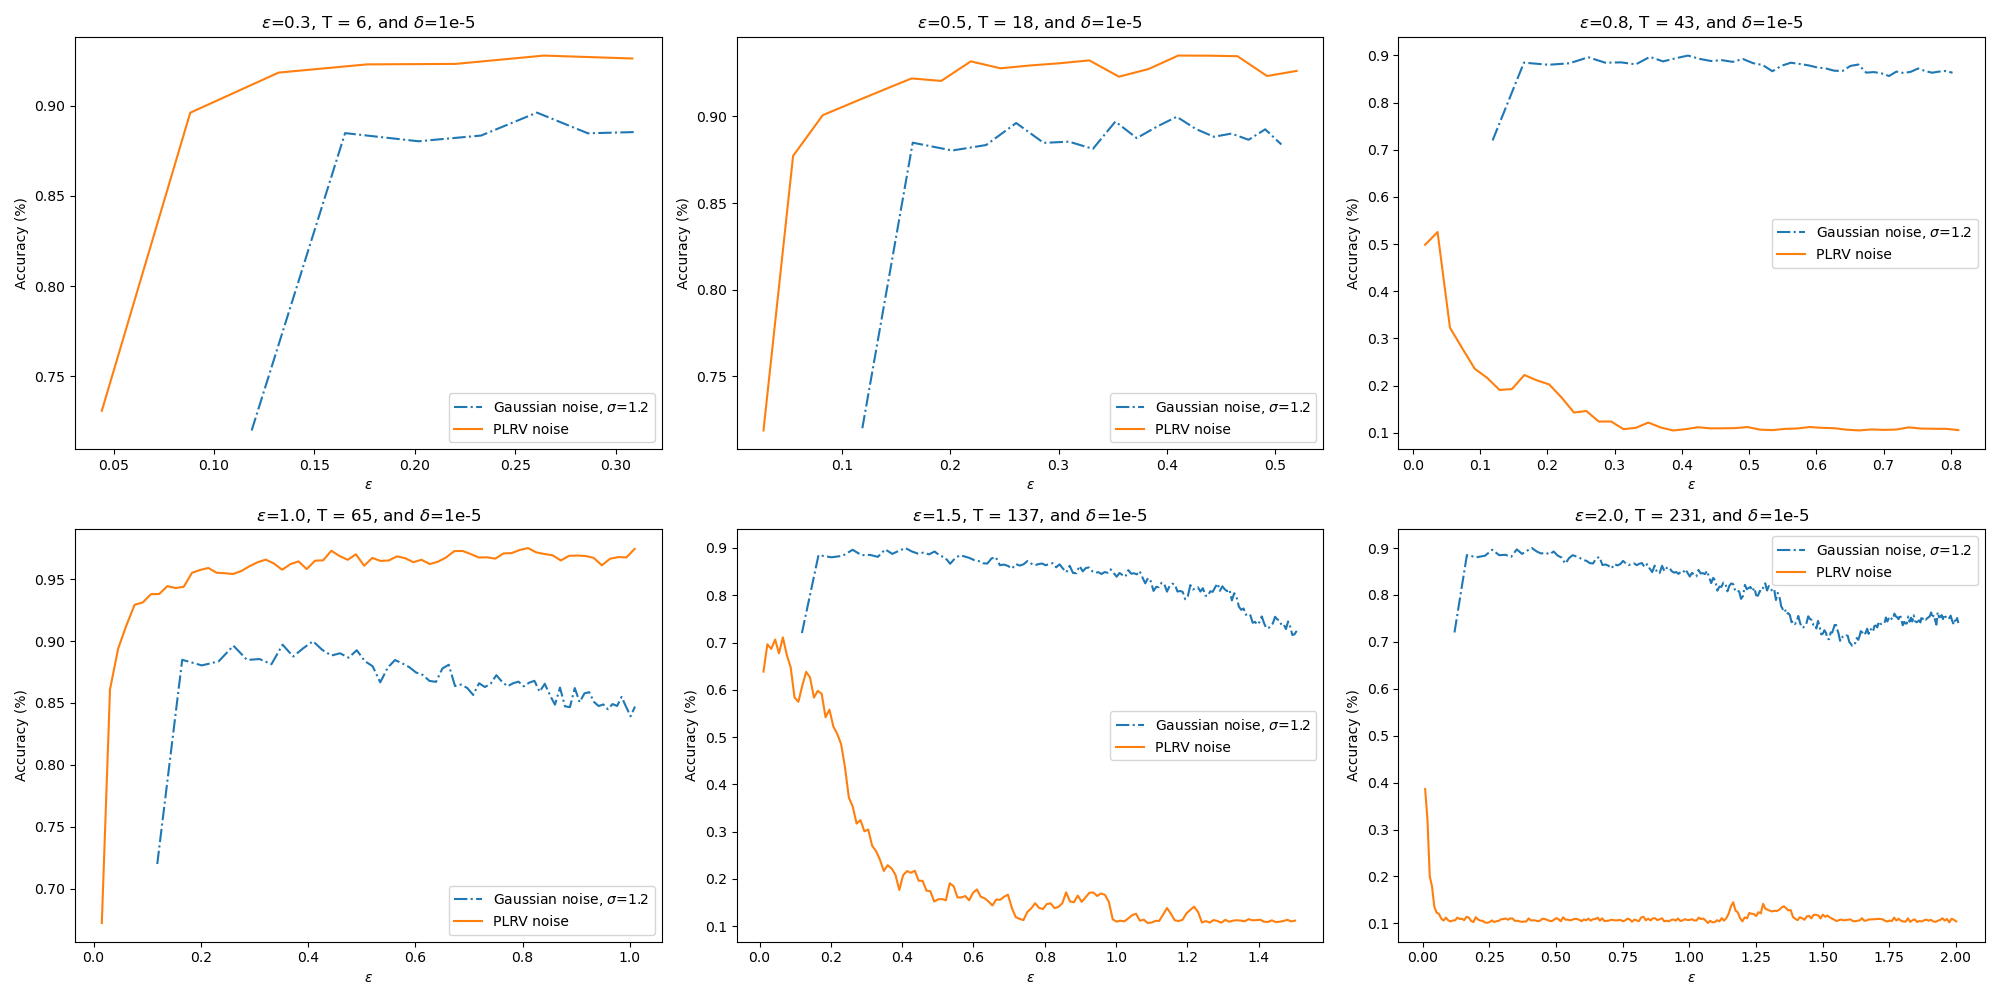 ε=0.3, T = 6, and δ=1e-5
Accuracy (%)
0.90
0.85
0.80
0.75
Gaussian noise, σ=1.2
PLRV noise
0.05 0.10 0.15 0.20 0.25 0.30
ε
ε=0.5, T = 18, and δ=1e-5
Accuracy (%)
0.90
0.85
0.80
0.75
Gaussian noise, σ=1.2
PLRV noise
0.1 0.2 0.3 0.4 0.5
ε
ε=0.8, T = 43, and δ=1e-5
Accuracy (%)
0.9
0.8
0.7
0.6
0.5
0.4
0.3
0.2
0.1
Gaussian noise, σ=1.2
PLRV noise
0.0 0.1 0.2 0.3 0.4 0.5 0.6 0.7 0.8
ε
ε=1.0, T = 65, and δ=1e-5
Accuracy (%)
0.95
0.90
0.85
0.80
0.75
0.70
Gaussian noise, σ=1.2
PLRV noise
0.0 0.2 0.4 0.6 0.8 1.0
ε
ε=1.5, T = 137, and δ=1e-5
Accuracy (%)
0.9
0.8
0.7
0.6
0.5
0.4
0.3
0.2
0.1
Gaussian noise, σ=1.2
PLRV noise
0.0 0.2 0.4 0.6 0.8 1.0 1.2 1.4
ε
ε=2.0, T = 231, and δ=1e-5
Accuracy (%)
0.9
0.8
0.7
0.6
0.5
0.4
0.3
0.2
0.1
Gaussian noise, σ=1.2
PLRV noise
0.00 0.25 0.50 0.75 1.00 1.25 1.50 1.75 2.00
ε